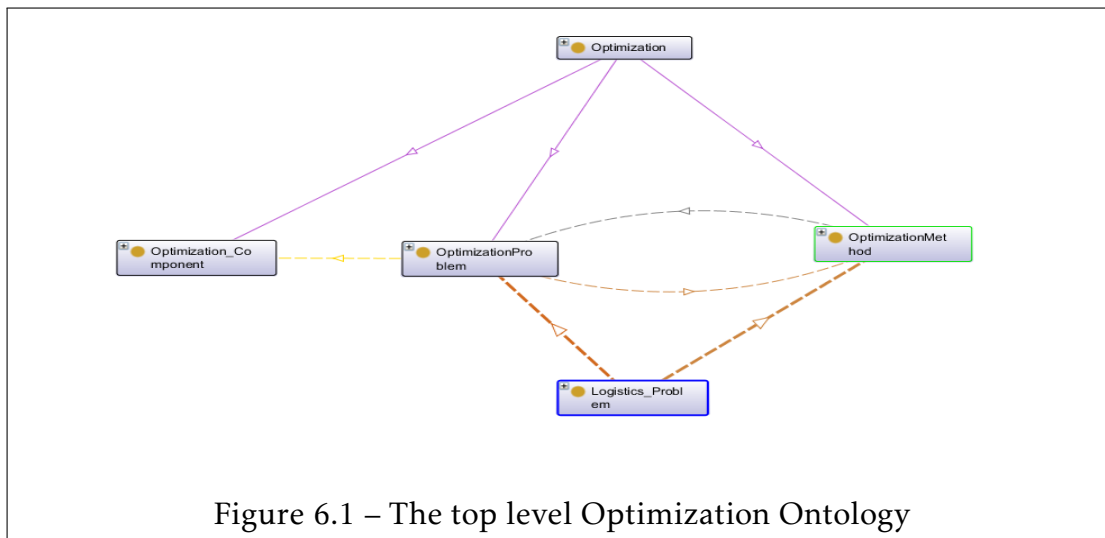 Optimization
Optimization_Co
mponent
OptimizationPro
blem
OptimizationMet
hod
Logistics_Probl
em
Figure 6.1 – The top level Optimization Ontology